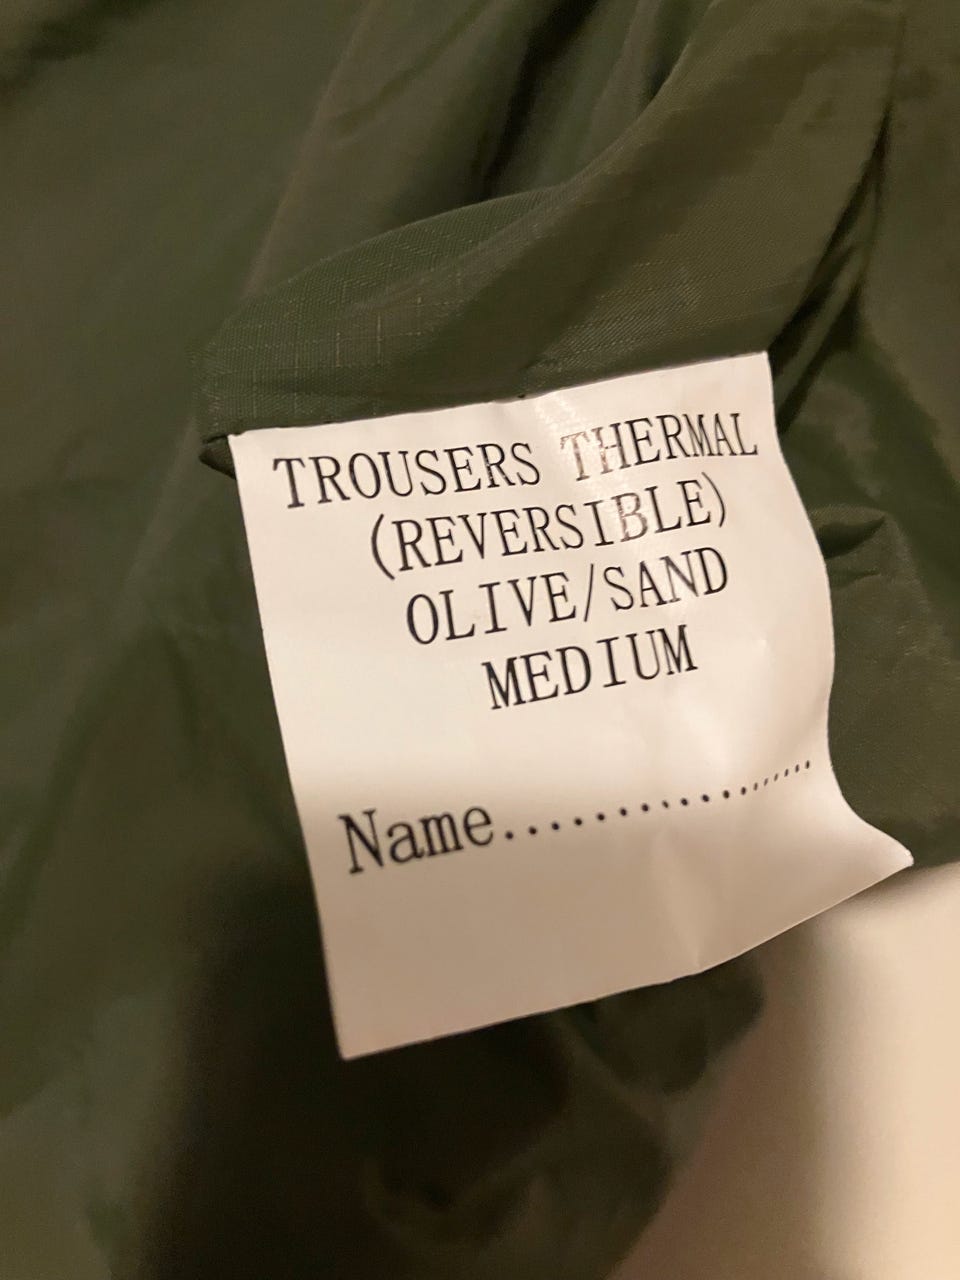 TROUSERS THERMAL
(REVERSIBLE)
OLIVE/SAND
MEDIUM
Name......................